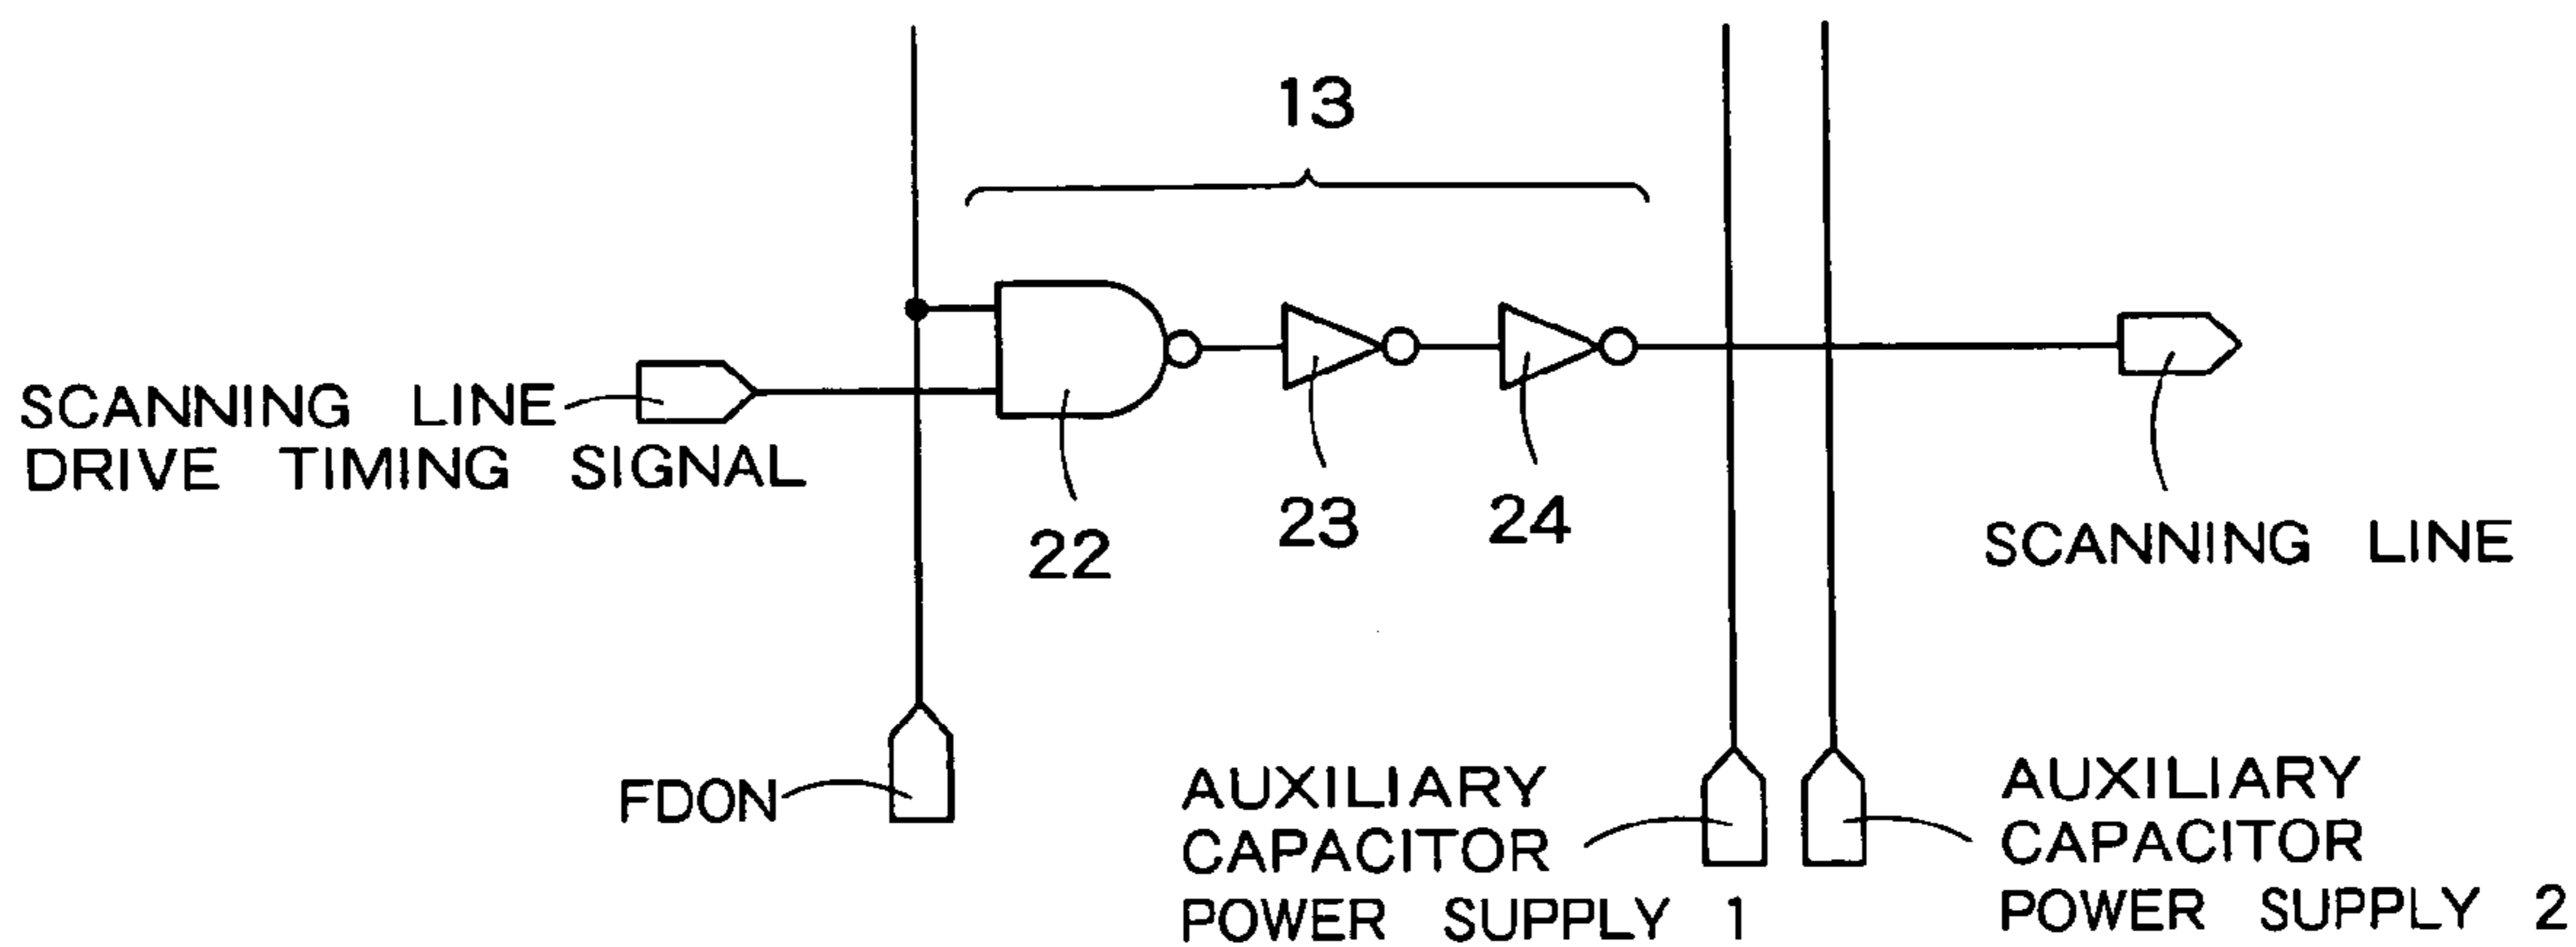 13
SCANNING LINE
DRIVE TIMING SIGNAL
22
23
24
SCANNING LINE
FDON
AUXILIARY
CAPACITOR
POWER SUPPLY 1
AUXILIARY
CAPACITOR
POWER SUPPLY 2